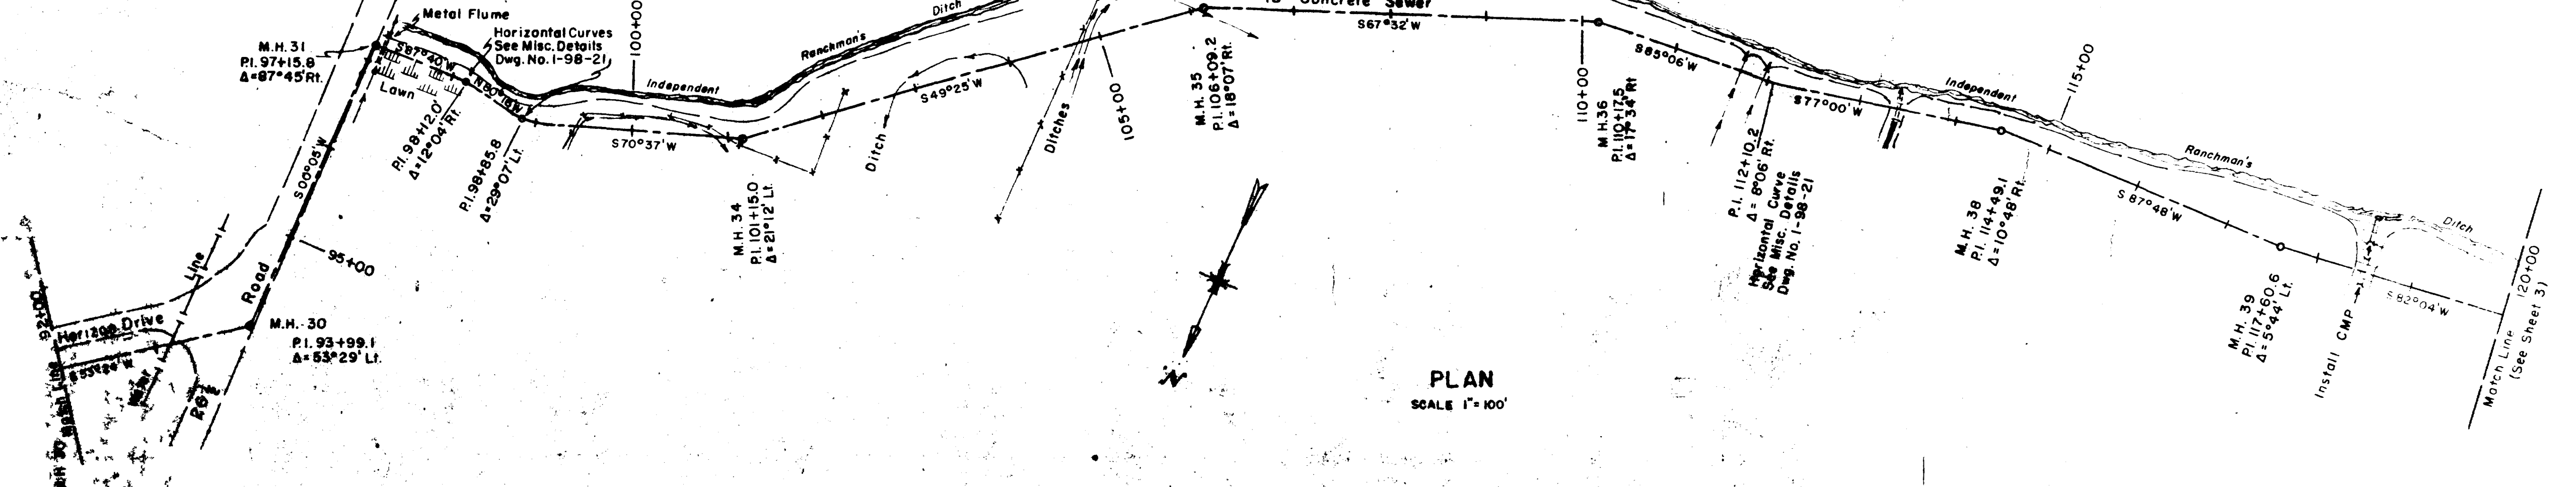 Metal Flume
M.H. 31
P.I. 97+15.8
Δ=87°45'Rt.
S87°40'W
Horizontal Curves
See Misc. Details
Dwg. No. 1-98-21
Lawn
P.I. 98+12.0
Δ=12°04'Rt.
P.I. 98+85.8
Δ=29°07'Lt.
S00°05'W
95+00
Road
Line
92+00
Horizon Drive
M.H. 30
P.I. 93+99.1
Δ=53°29' Lt.
S53°24'W
Water
Match Line
100+00
Independent
Ranchman's
Ditch
S70°37'W
M.H. 34
P.I. 101+15.0
Δ=21°12' Lt.
Ditch
S49°25'W
Ditches
105+00
M.H. 35
P.I. 106+09.2
Δ=18°07'Rt.
Concrete Sewer
S67°32'W
110+00
M.H. 36
P.I. 110+17.5
Δ=17°34'Rt
S85°06'W
P.I. 112+10.2
Δ= 8°06' Rt.
Horizontal Curve
See Misc. Details
Dwg. No. 1-98-21
S77°00'W
Independent
115+00
M.H. 38
P.I. 114+49.1
Δ=10°48'Rt.
Ranchman's
S87°48'W
Ditch
M.H. 39
P.I. 117+60.6
Δ=5°44' Lt.
Install CMP
S82°04'W
120+00
Match Line
(See Sheet 3)
N
PLAN
SCALE 1"=100'